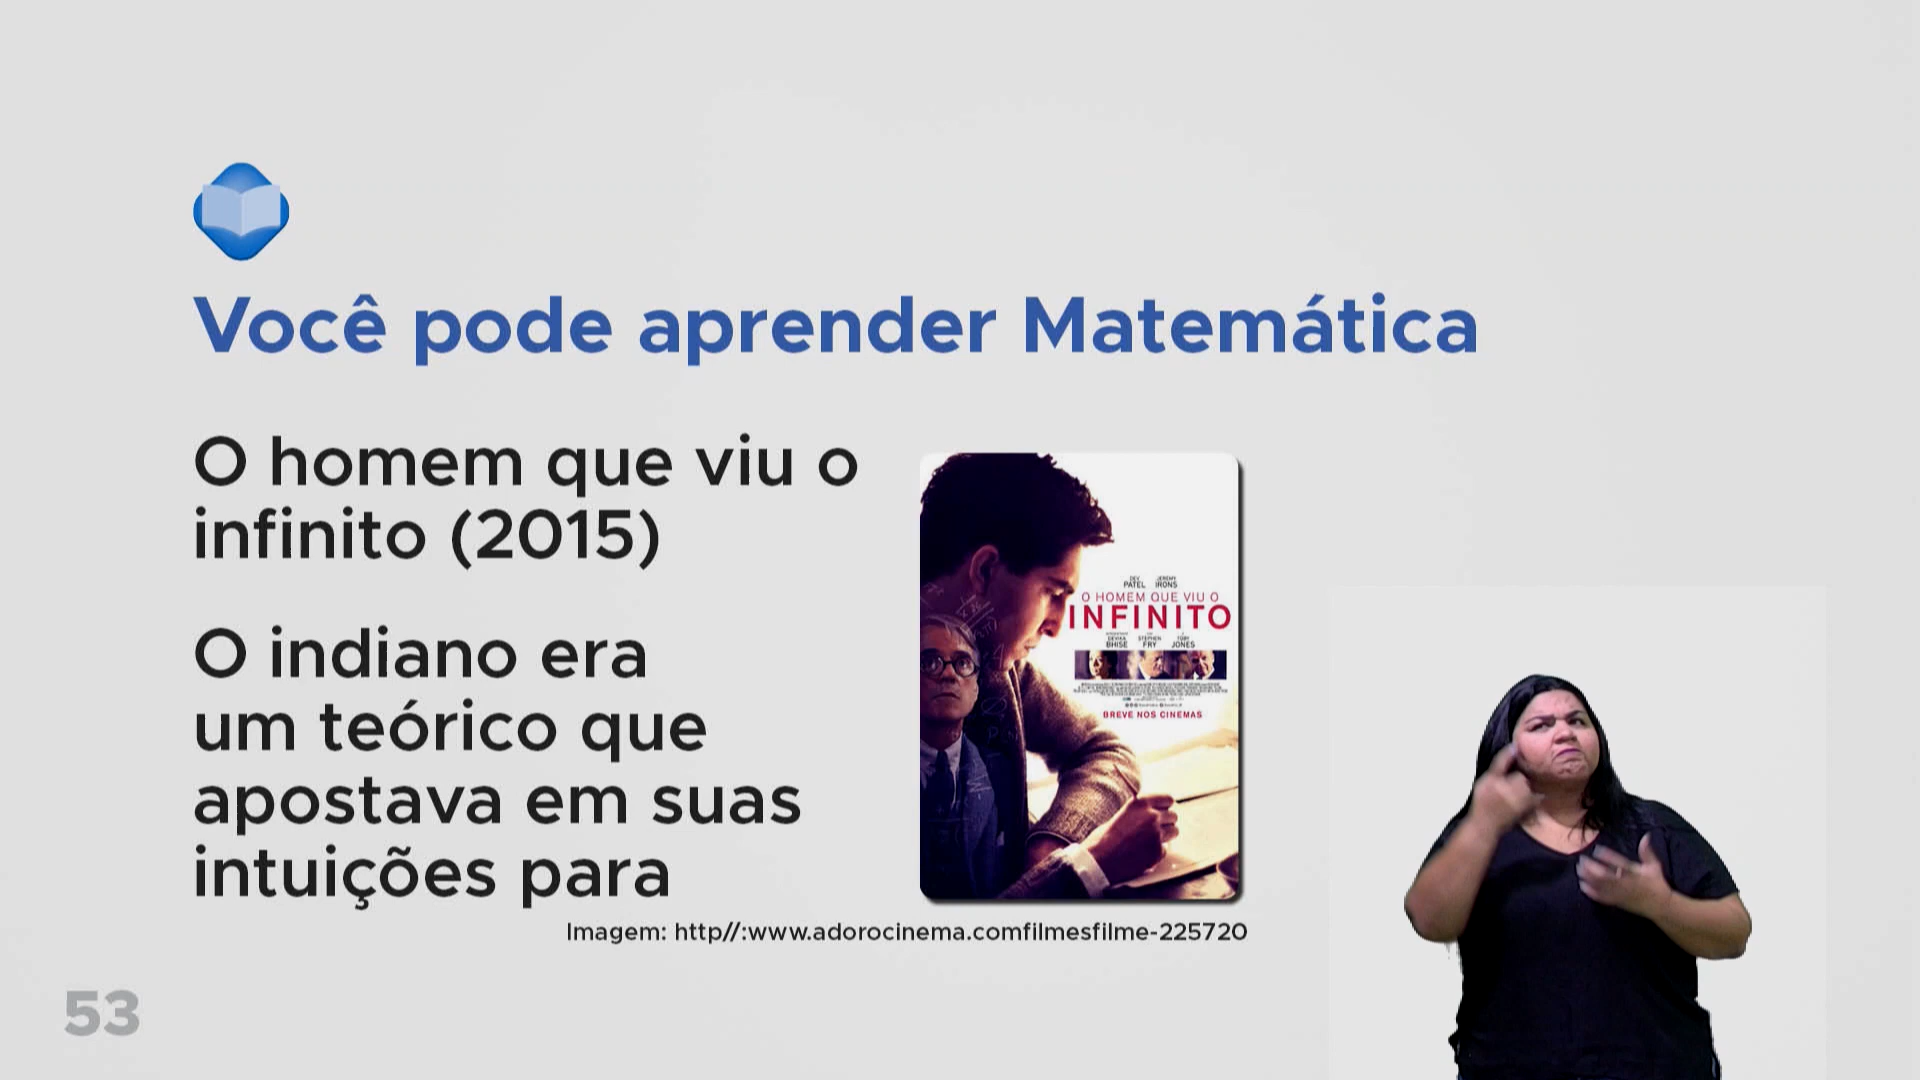 Você pode aprender Matemática
O homem que viu o
infinito (2015)
O indiano era
um teórico que
apostava em suas
intuições para
DEV PATEL JEREMY IRONS
O HOMEM QUE VIU O
INFINITO
DEVIKA BHISE STEPHEN FRY TOBY JONES
BREVE NOS CINEMAS
Imagem: http//:www.adorocinema.comfilmesfilme-225720
53